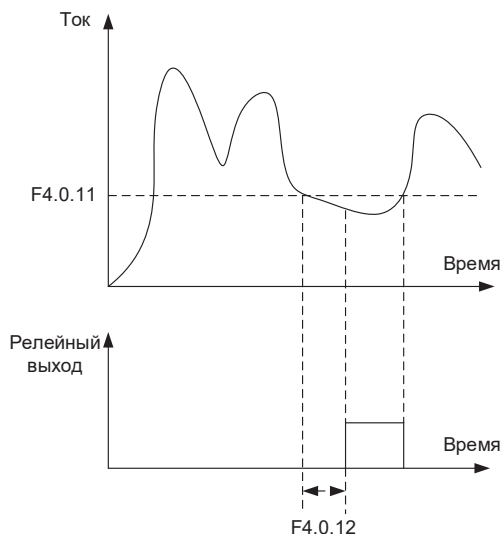 Ток
F4.0.11
Время
Релейный
выход
Время
F4.0.12